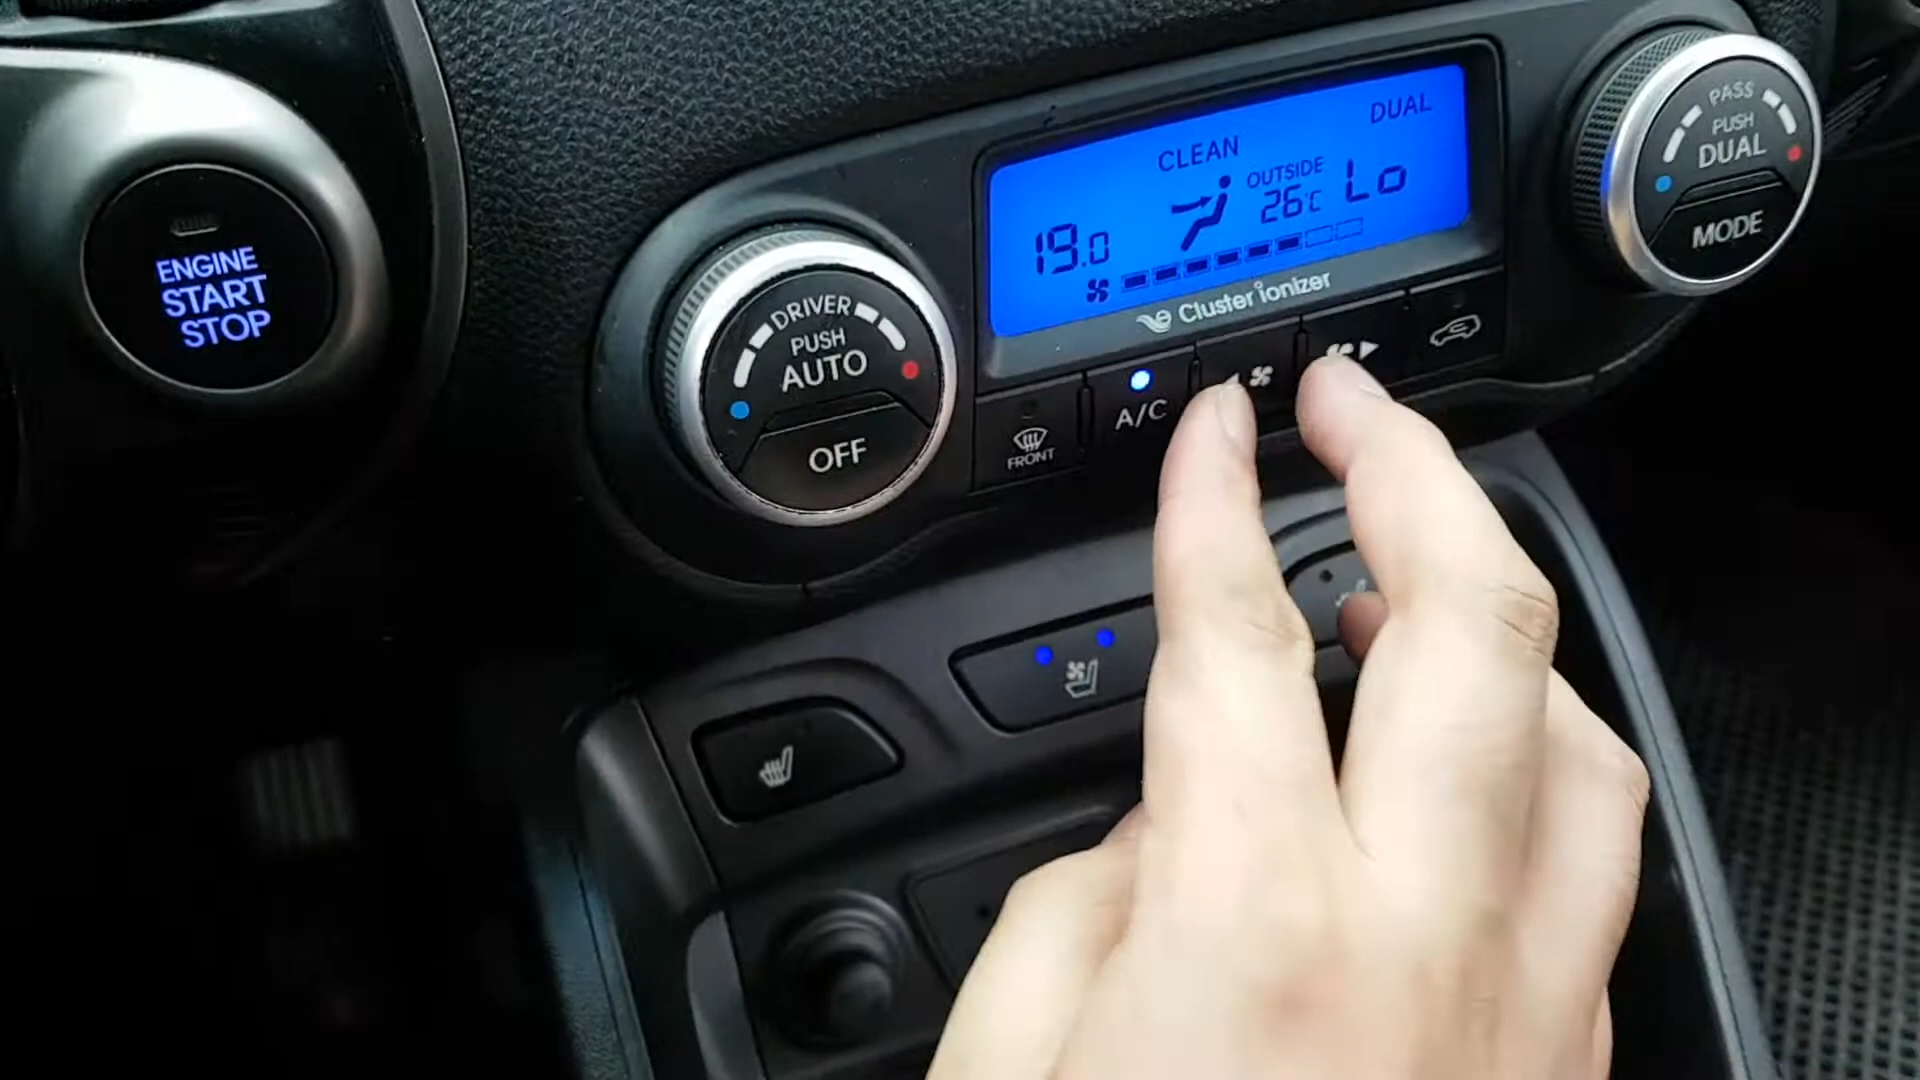 ENGINE
START
STOP
DRIVER
PUSH
AUTO
OFF
DUAL
CLEAN
OUTSIDE
19.0
26°C
Lo
Cluster ionizer
FRONT
A/C
PASS
PUSH
DUAL
MODE